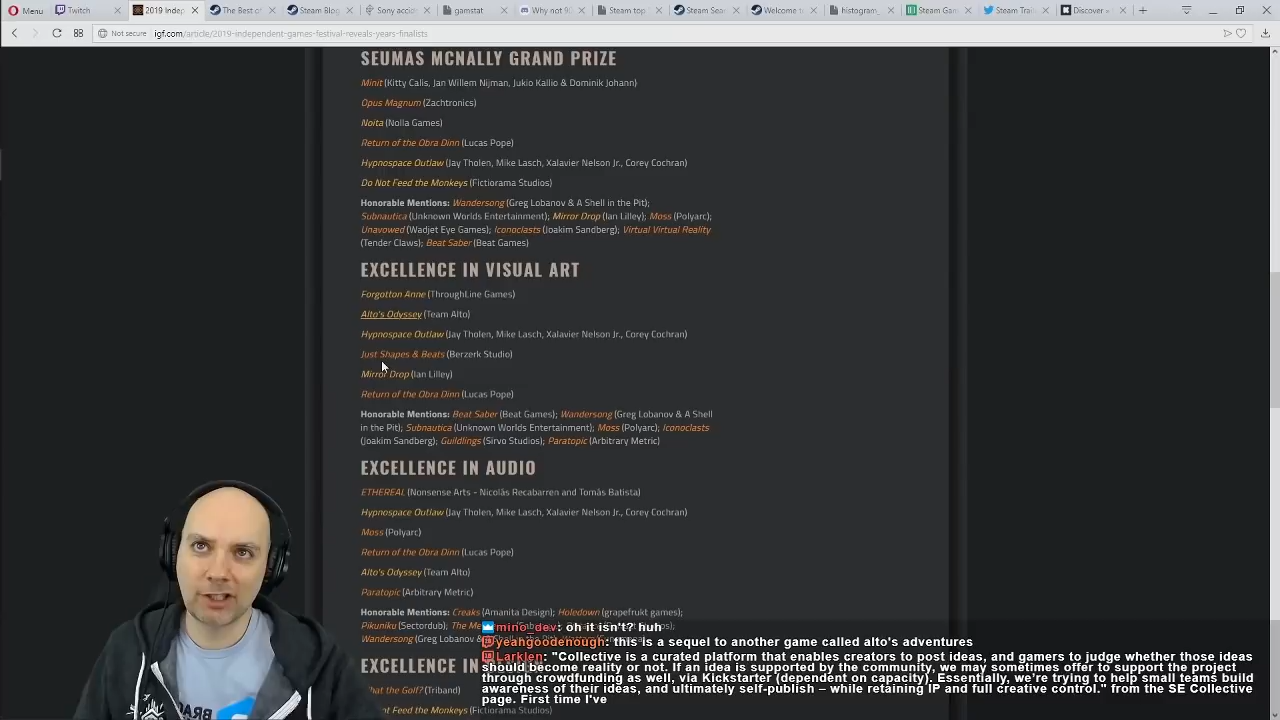 Menu
Twitch
2019 Indep
The Best of
Steam Blog
Sony accid
gamstat
Why not 90
Steam top
Steam Sea
Welcome to
histogram_
Steam Gam
Steam Trai
Discover
Not secure igf.com/article/2019-independent-games-festival-reveals-years-finalists
SEUMAS MCNALLY GRAND PRIZE
Minit (Kitty Calis, Jan Willem Nijman, Jukio Kallio & Dominik Johann)
Opus Magnum (Zachtronics)
Noita (Nolla Games)
Return of the Obra Dinn (Lucas Pope)
Hypnospace Outlaw (Jay Tholen, Mike Lasch, Xalavier Nelson Jr., Corey Cochran)
Do Not Feed the Monkeys (Fictiorama Studios)
Honorable Mentions: Wandersong (Greg Lobanov & A Shell in the Pit);
Subnautica (Unknown Worlds Entertainment); Mirror Drop (Ian Lilley); Moss (Polyarc);
Unavowed (Wadjet Eye Games); Iconoclasts (Joakim Sandberg); Virtual Virtual Reality
(Tender Claws); Beat Saber (Beat Games)
EXCELLENCE IN VISUAL ART
Forgotton Anne (ThroughLine Games)
Alto's Odyssey (Team Alto)
Hypnospace Outlaw (Jay Tholen, Mike Lasch, Xalavier Nelson Jr., Corey Cochran)
Just Shapes & Beats (Berzerk Studio)
Mirror Drop (Ian Lilley)
Return of the Obra Dinn (Lucas Pope)
Honorable Mentions: Beat Saber (Beat Games); Wandersong (Greg Lobanov & A Shell
in the Pit); Subnautica (Unknown Worlds Entertainment); Moss (Polyarc); Iconoclasts
(Joakim Sandberg); Guildlings (Sirvo Studios); Paratopic (Arbitrary Metric)
EXCELLENCE IN AUDIO
ETHEREAL (Nonsense Arts - Nicolás Recabarren and Tomás Batista)
Hypnospace Outlaw (Jay Tholen, Mike Lasch, Xalavier Nelson Jr., Corey Cochran)
Moss (Polyarc)
Return of the Obra Dinn (Lucas Pope)
Alto's Odyssey (Team Alto)
Paratopic (Arbitrary Metric)
Honorable Mentions: Creaks (Amanita Design); Holedown (grapefrukt games);
Pikuniku (Sectordub); The
Wandersong (Greg Lobanov & A Shell
EXCELLENCE IN
What the Golf? (Triband)
Not Feed the Monkeys (Fictiorama Studios)
mino_dev: oh it isn't? huh
yeangoodenough: this is a sequel to another game called alto's adventures
Larklen: "Collective is a curated platform that enables creators to post ideas, and gamers to judge whether those ideas
should become reality or not. If an idea is supported by the community, we may sometimes offer to support the project
through crowdfunding as well, via Kickstarter (dependent on capacity). Essentially, we're trying to help small teams build
awareness of their ideas, and ultimately self-publish – while retaining IP and full creative control." from the SE Collective
page. First time I've